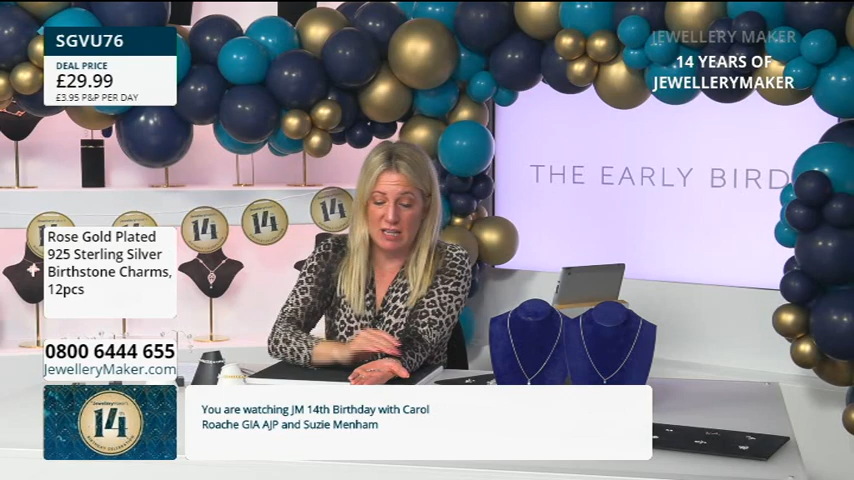 SGVU76
DEAL PRICE
£29.99
£3.95 P&P PER DAY
JEWELLERY MAKER
14 YEARS OF
JEWELLERYMAKER
THE EARLY BIRD
14
14
14
Rose Gold Plated
925 Sterling Silver
Birthstone Charms,
12pcs
0800 6444 655
JewelleryMaker.com
14
You are watching JM 14th Birthday with Carol
Roache GIA AJP and Suzie Menham